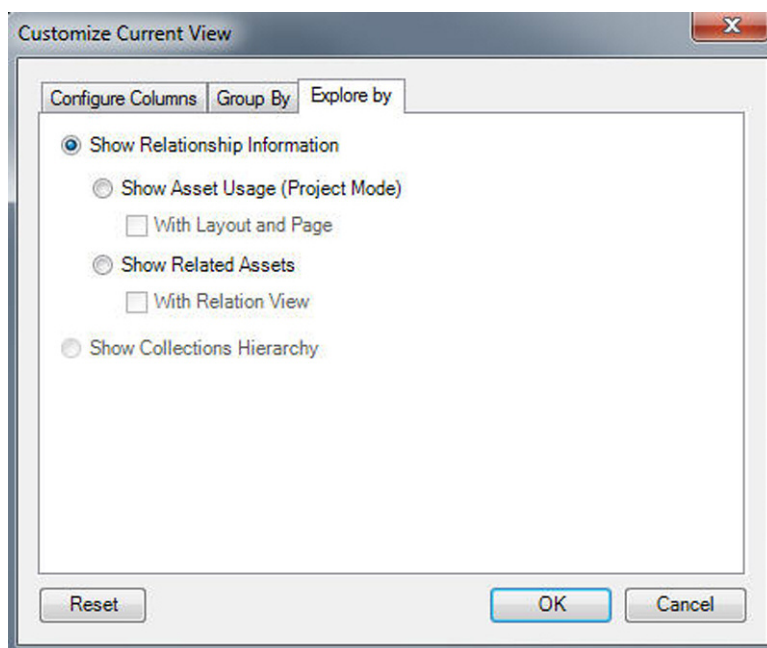 Customize Current View
Configure Columns Group By Explore by
Show Relationship Information
Show Asset Usage (Project Mode)
With Layout and Page
Show Related Assets
With Relation View
Show Collections Hierarchy
Reset OK Cancel